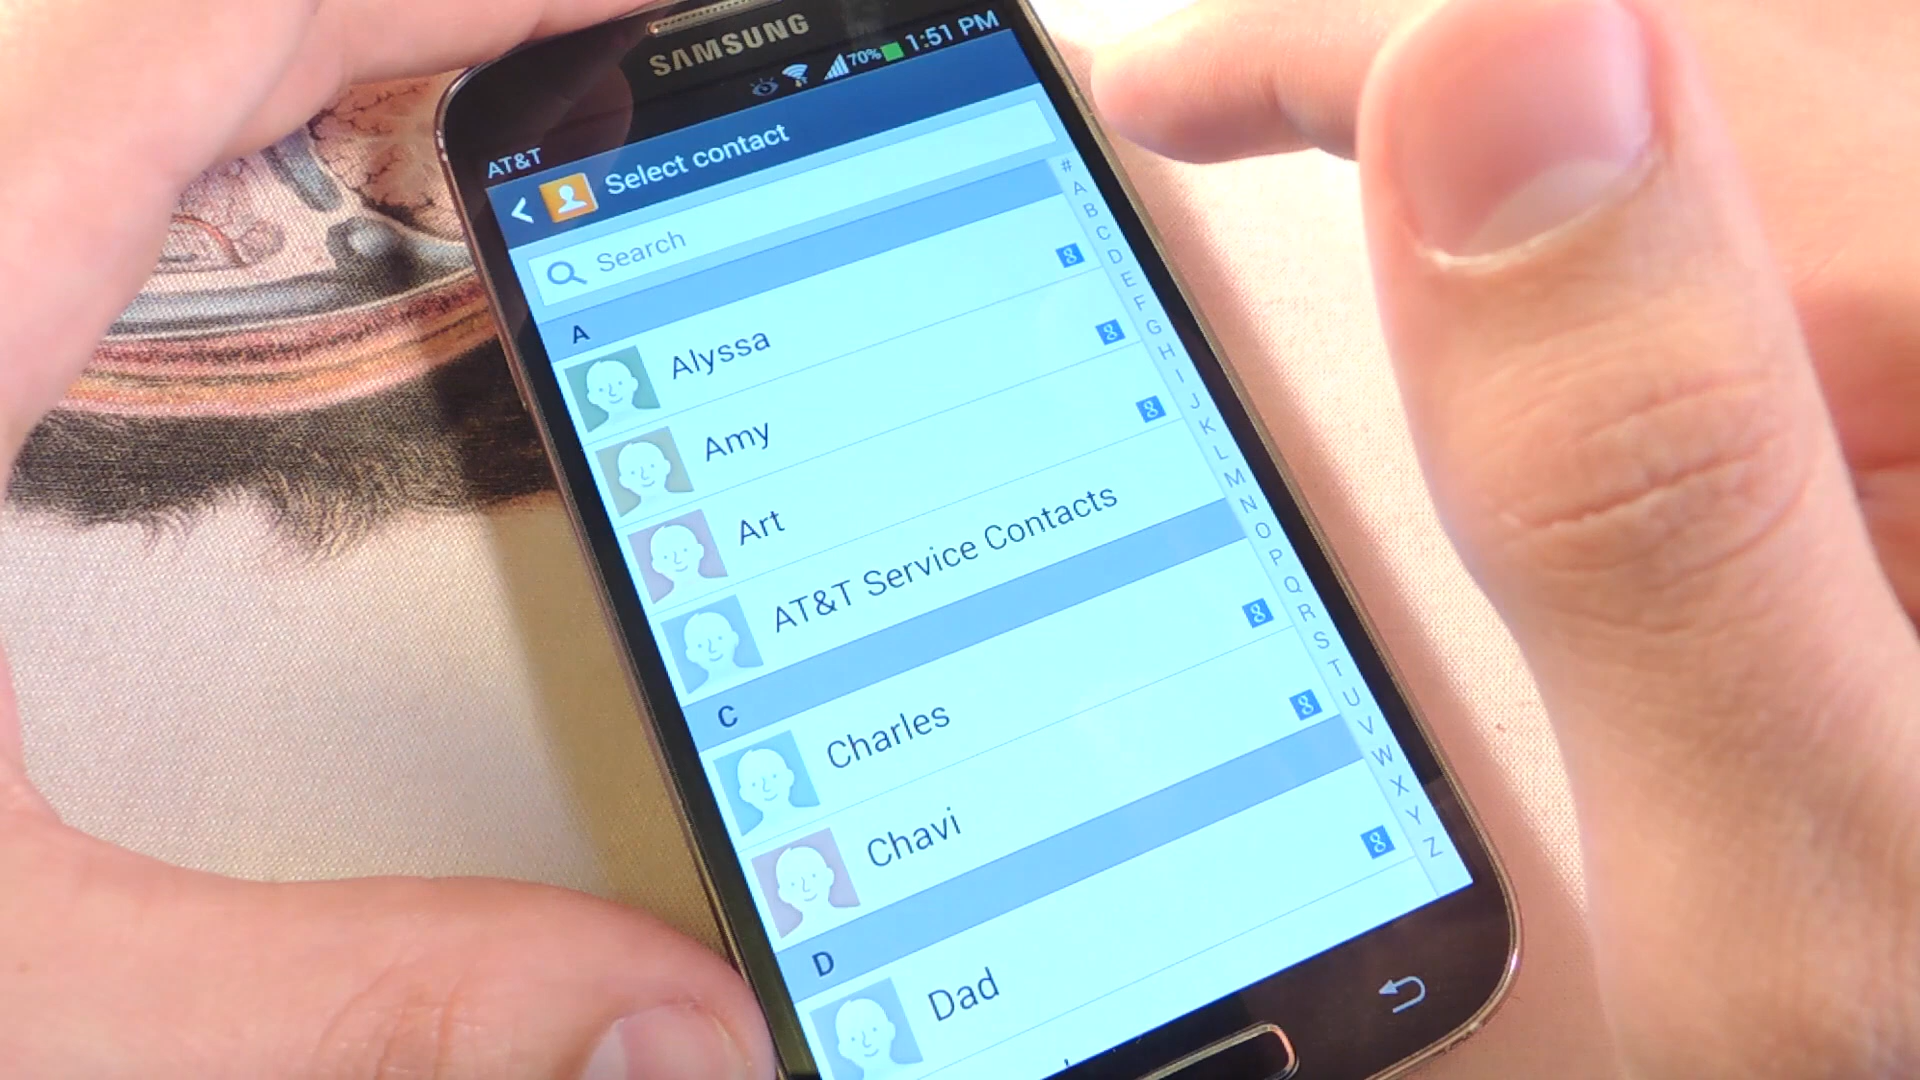 SAMSUNG
70% 1:51 PM
AT&T
Select contact
Search
A
Alyssa
Amy
Art
AT&T Service Contacts
C
Charles
Chavi
D
Dad
#
A
B
C
D
E
F
G
H
I
J
K
L
M
N
O
P
Q
R
S
T
U
V
W
X
Y
Z
g
g
g
g
g
g